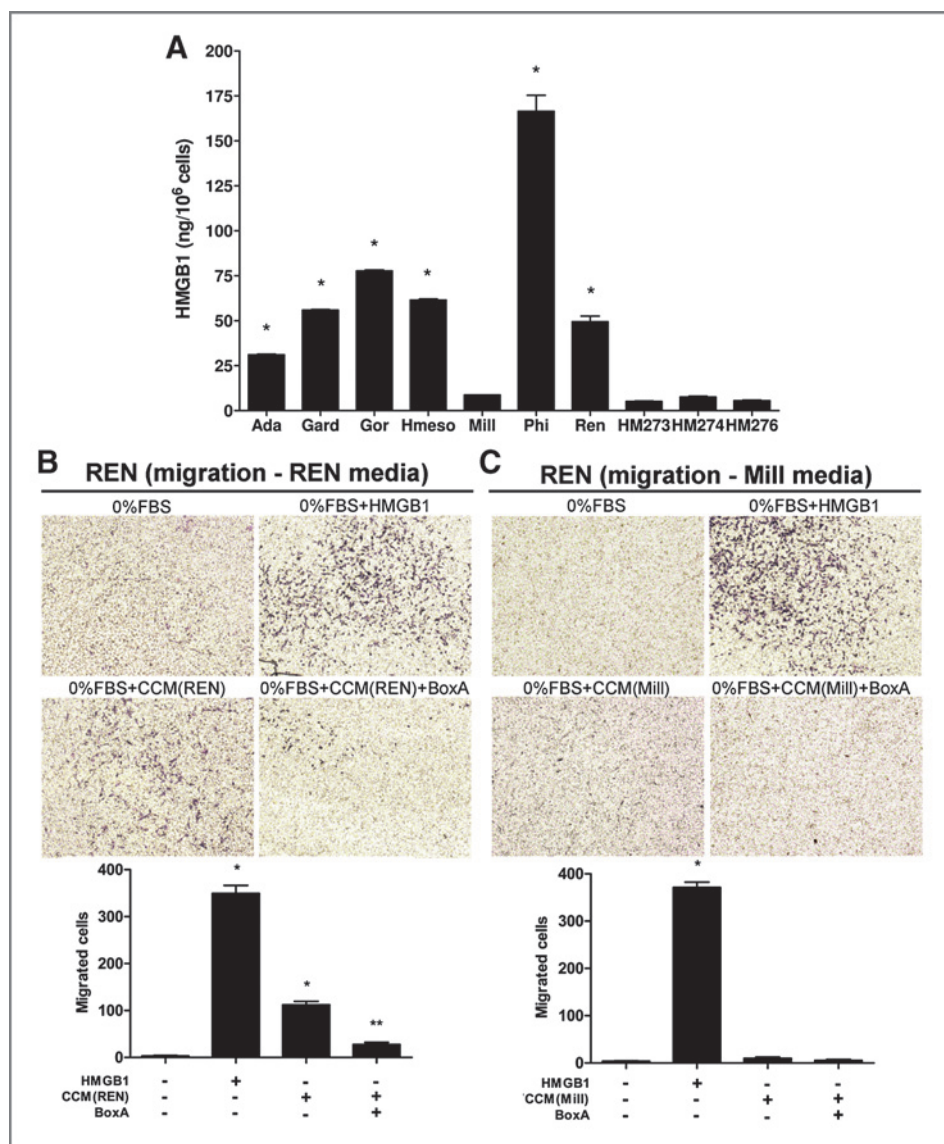 A
200
175
150
125
100
75
50
25
0
HMGB1 (ng/10⁶ cells)
* * * * * *
Ada Gard Gor Hmeso Mill Phi Ren HM273 HM274 HM276
B
REN (migration - REN media)
0%FBS 0%FBS+HMGB1
0%FBS+CCM(REN) 0%FBS+CCM(REN)+BoxA
400
300
200
100
0
Migrated cells
* * **
HMGB1 - + - -
CCM(REN) - - + +
BoxA - - - +
C
REN (migration - Mill media)
0%FBS 0%FBS+HMGB1
0%FBS+CCM(Mill) 0%FBS+CCM(Mill)+BoxA
400
300
200
100
0
Migrated cells
*
HMGB1 - + - -
'CCM(Mill) - - + +
BoxA - - - +